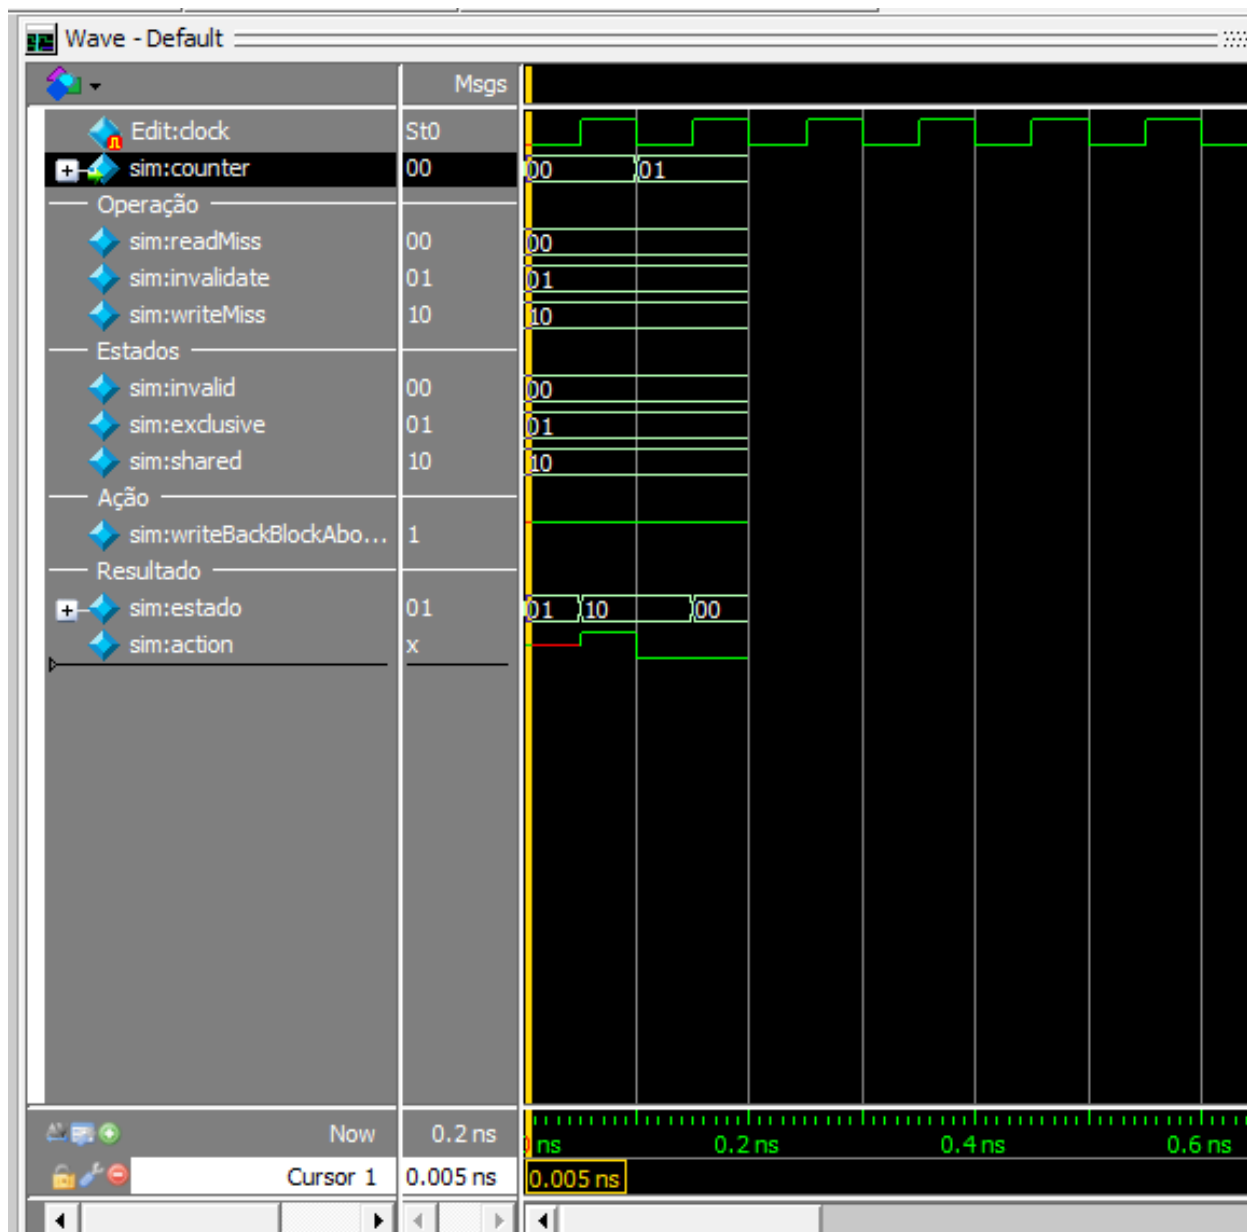 Wave - Default
Msgs
Edit:clock St0
sim:counter 00 00 01
Operação
sim:readMiss 00 00
sim:invalidate 01 01
sim:writeMiss 10 10
Estados
sim:invalid 00 00
sim:exclusive 01 01
sim:shared 10 10
Ação
sim:writeBackBlockAbo... 1
Resultado
sim:estado 01 01 10 00
sim:action x
Now 0.2 ns ns 0.2 ns 0.4 ns 0.6 ns
Cursor 1 0.005 ns 0.005 ns